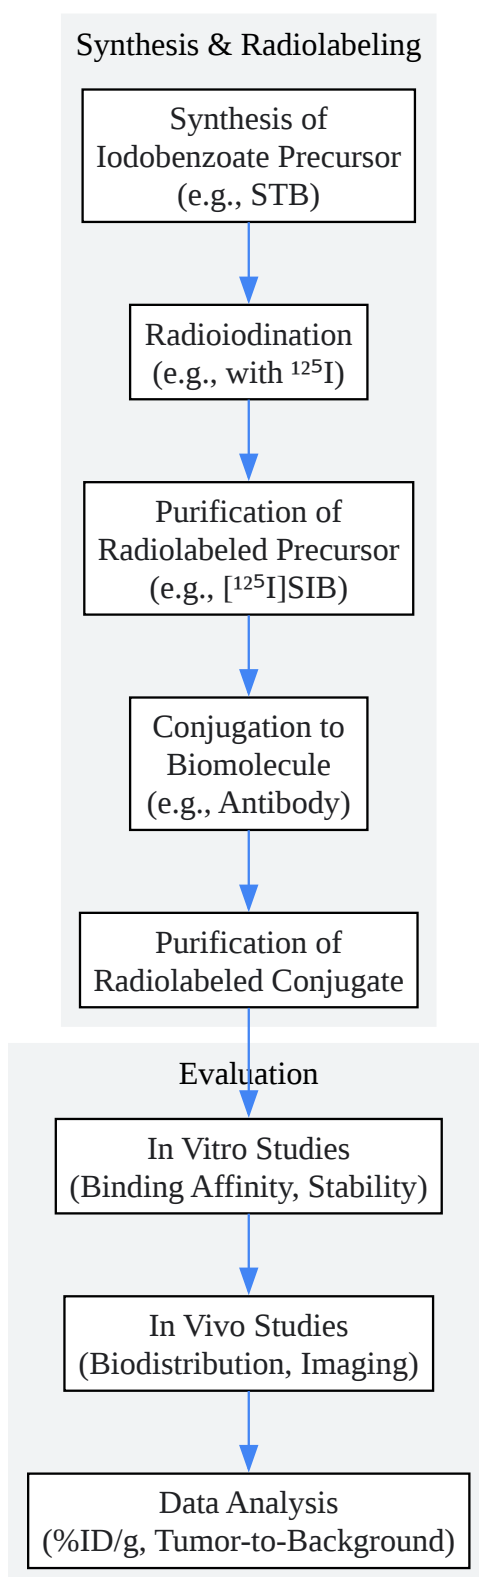 Synthesis & Radiolabeling
Synthesis of
Iodobenzoate Precursor
(e.g., STB)
Radioiodination
(e.g., with ¹²⁵I)
Purification of
Radiolabeled Precursor
(e.g., [¹²⁵I]SIB)
Conjugation to
Biomolecule
(e.g., Antibody)
Purification of
Radiolabeled Conjugate
Evaluation
In Vitro Studies
(Binding Affinity, Stability)
In Vivo Studies
(Biodistribution, Imaging)
Data Analysis
(%ID/g, Tumor-to-Background)